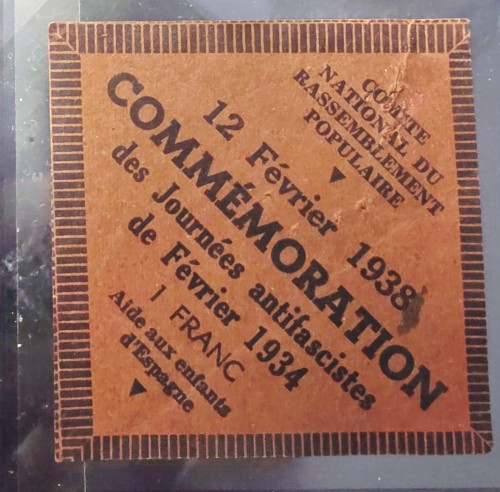 COMITE
NATIONAL DU
RASSEMBLEMENT
POPULAIRE
12 Février 1938
COMMÉMORATION
des Journées antifascistes
de Février 1934
1 FRANC
Aide aux enfants
d'Espagne